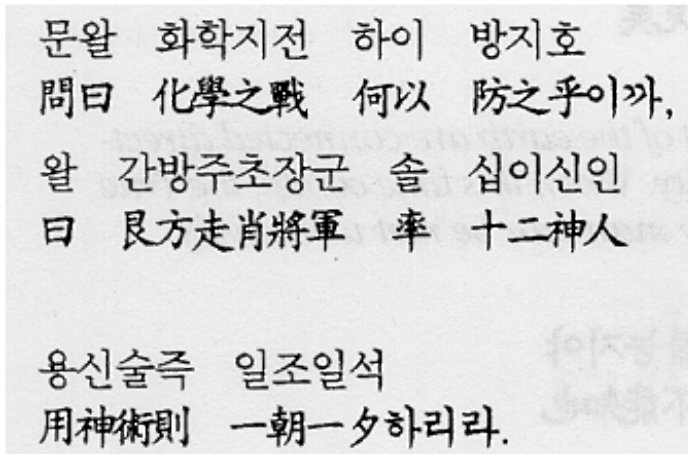 문왈 화학지전 하이 방지호
問曰 化學之戰 何以 防之乎이까,
왈 간방주초장군 솔 십이신인
曰 艮方走肖將軍 率 十二神人
용신술즉 일조일석
用神術則 一朝一夕하리라.